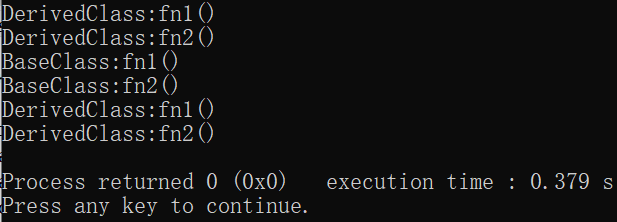 DerivedClass:fn1()
DerivedClass:fn2()
BaseClass:fn1()
BaseClass:fn2()
DerivedClass:fn1()
DerivedClass:fn2()
Process returned 0 (0x0)   execution time : 0.379 s
Press any key to continue.